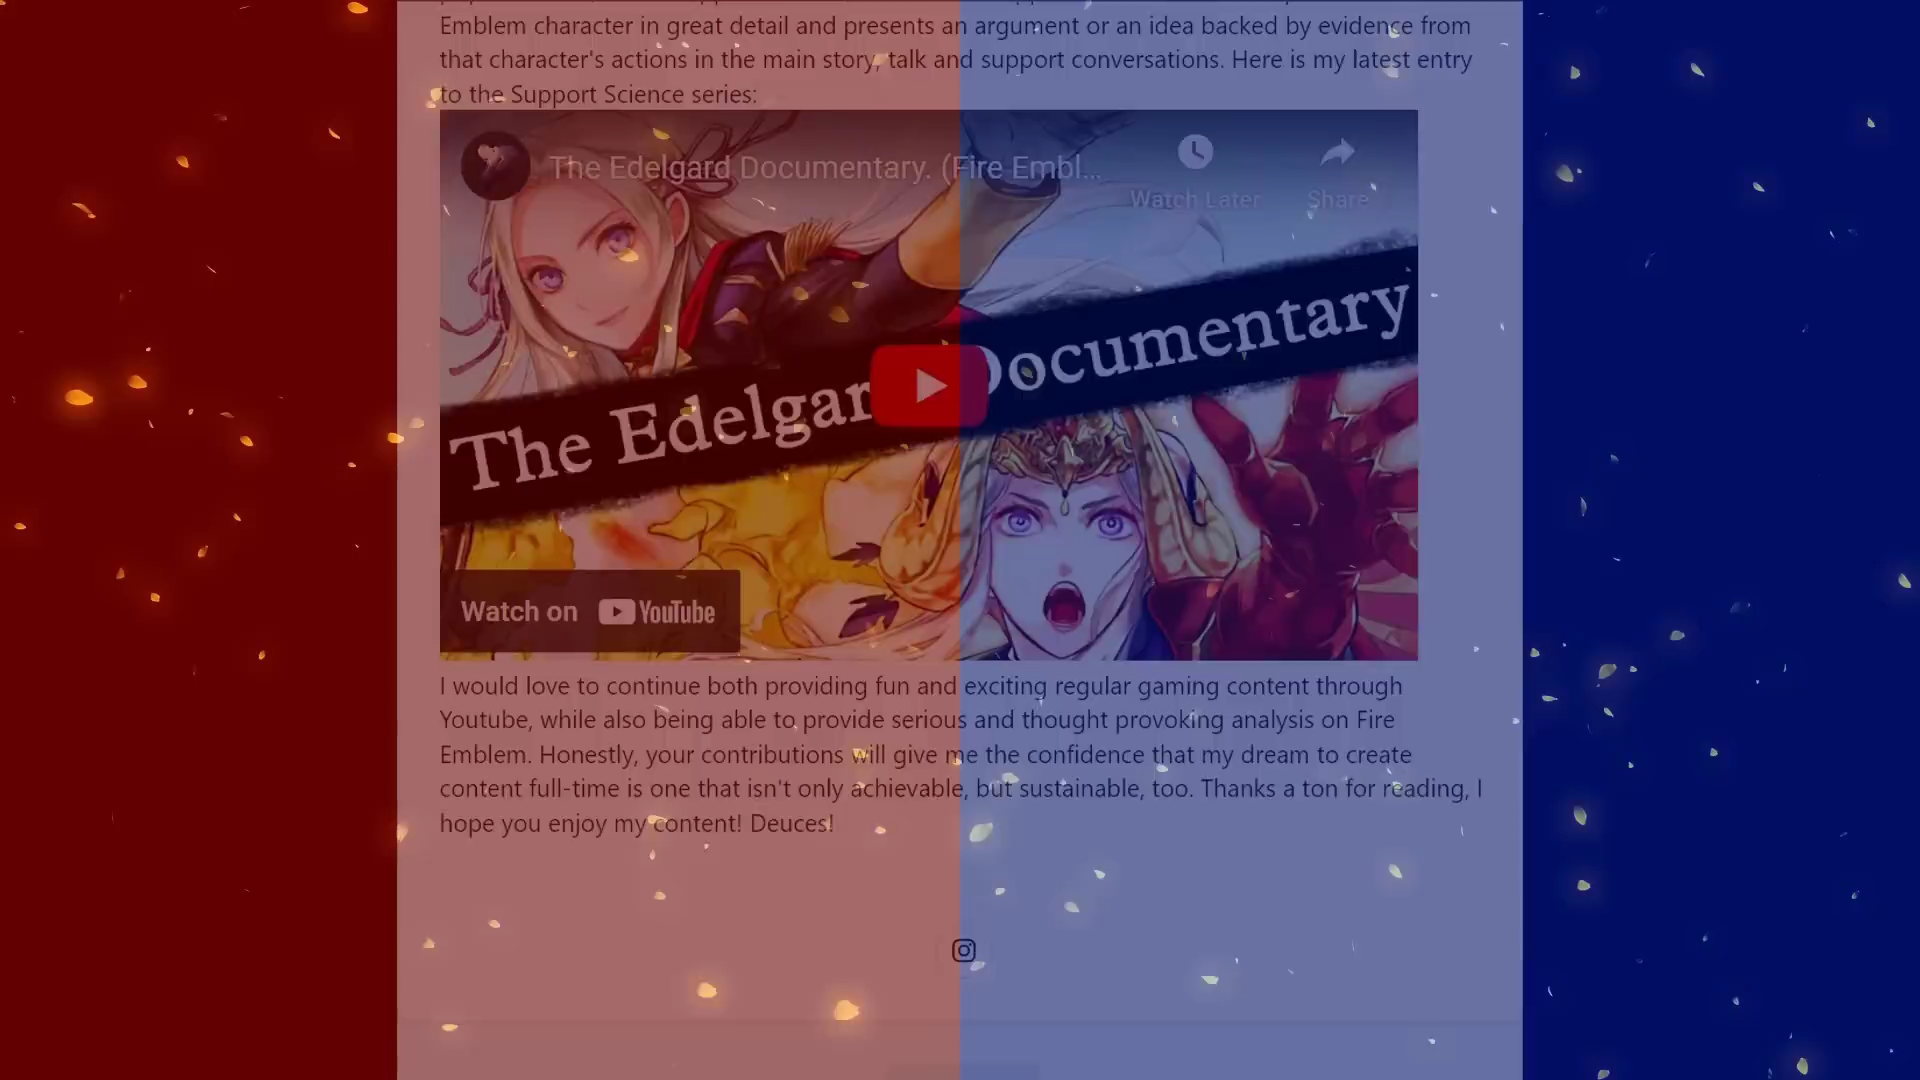 Emblem character in great detail and presents an argument or an idea backed by evidence from
that character's actions in the main story, talk and support conversations. Here is my latest entry
to the Support Science series:
The Edelgard Documentary. (Fire Embl...
Watch Later
Share
The Edelgar Documentary
Watch on YouTube
I would love to continue both providing fun and exciting regular gaming content through
Youtube, while also being able to provide serious and thought provoking analysis on Fire
Emblem. Honestly, your contributions will give me the confidence that my dream to create
content full-time is one that isn't only achievable, but sustainable, too. Thanks a ton for reading, I
hope you enjoy my content! Deuces!